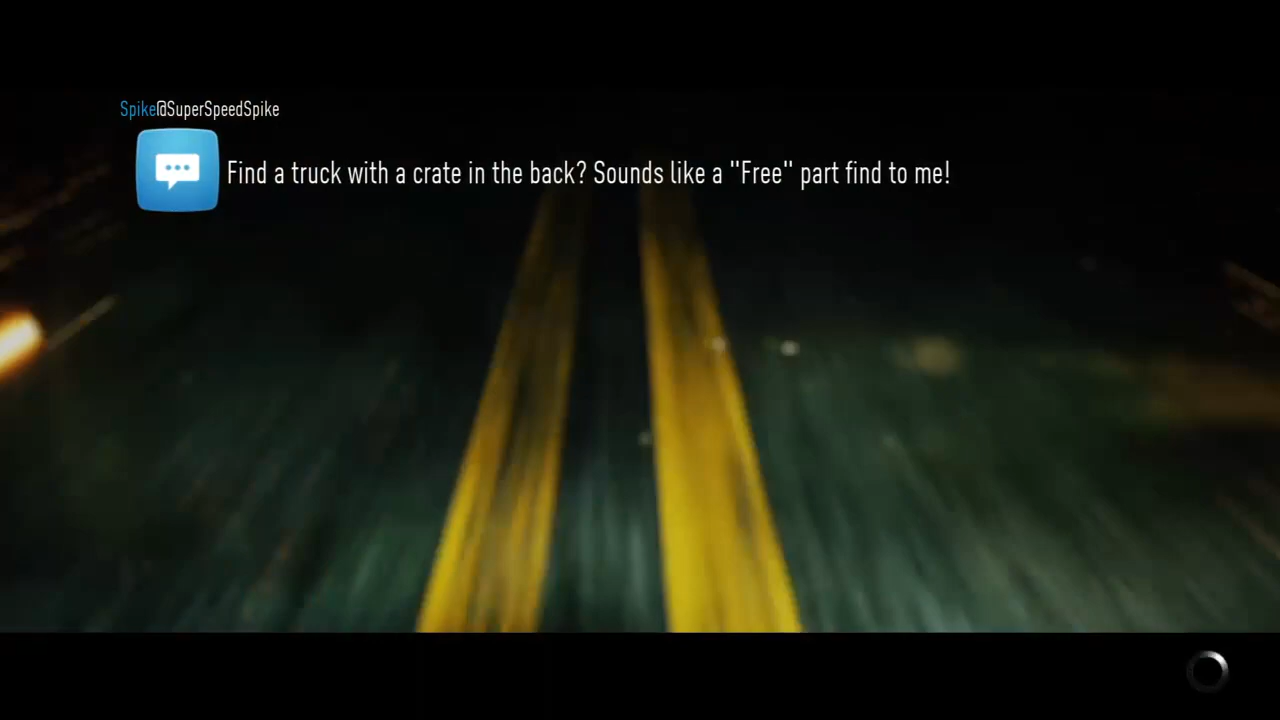 Spike@SuperSpeedSpike
Find a truck with a crate in the back? Sounds like a "Free" part find to me!